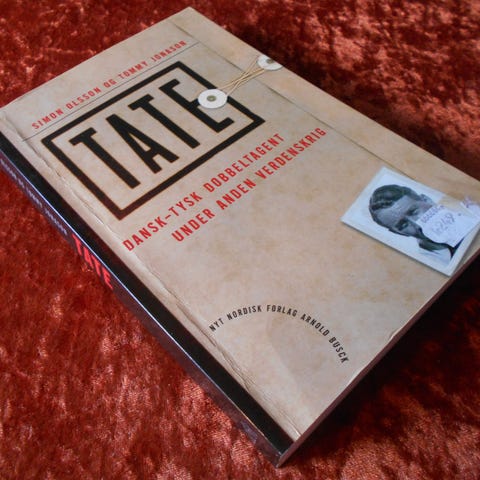 SIMON OLSSON OG TOMMY JONASON
TATE
DANSK-TYSK DOBBELTAGENT
UNDER ANDEN VERDENSKRIG
NYT NORDISK FORLAG ARNOLD BUSCK
TATE